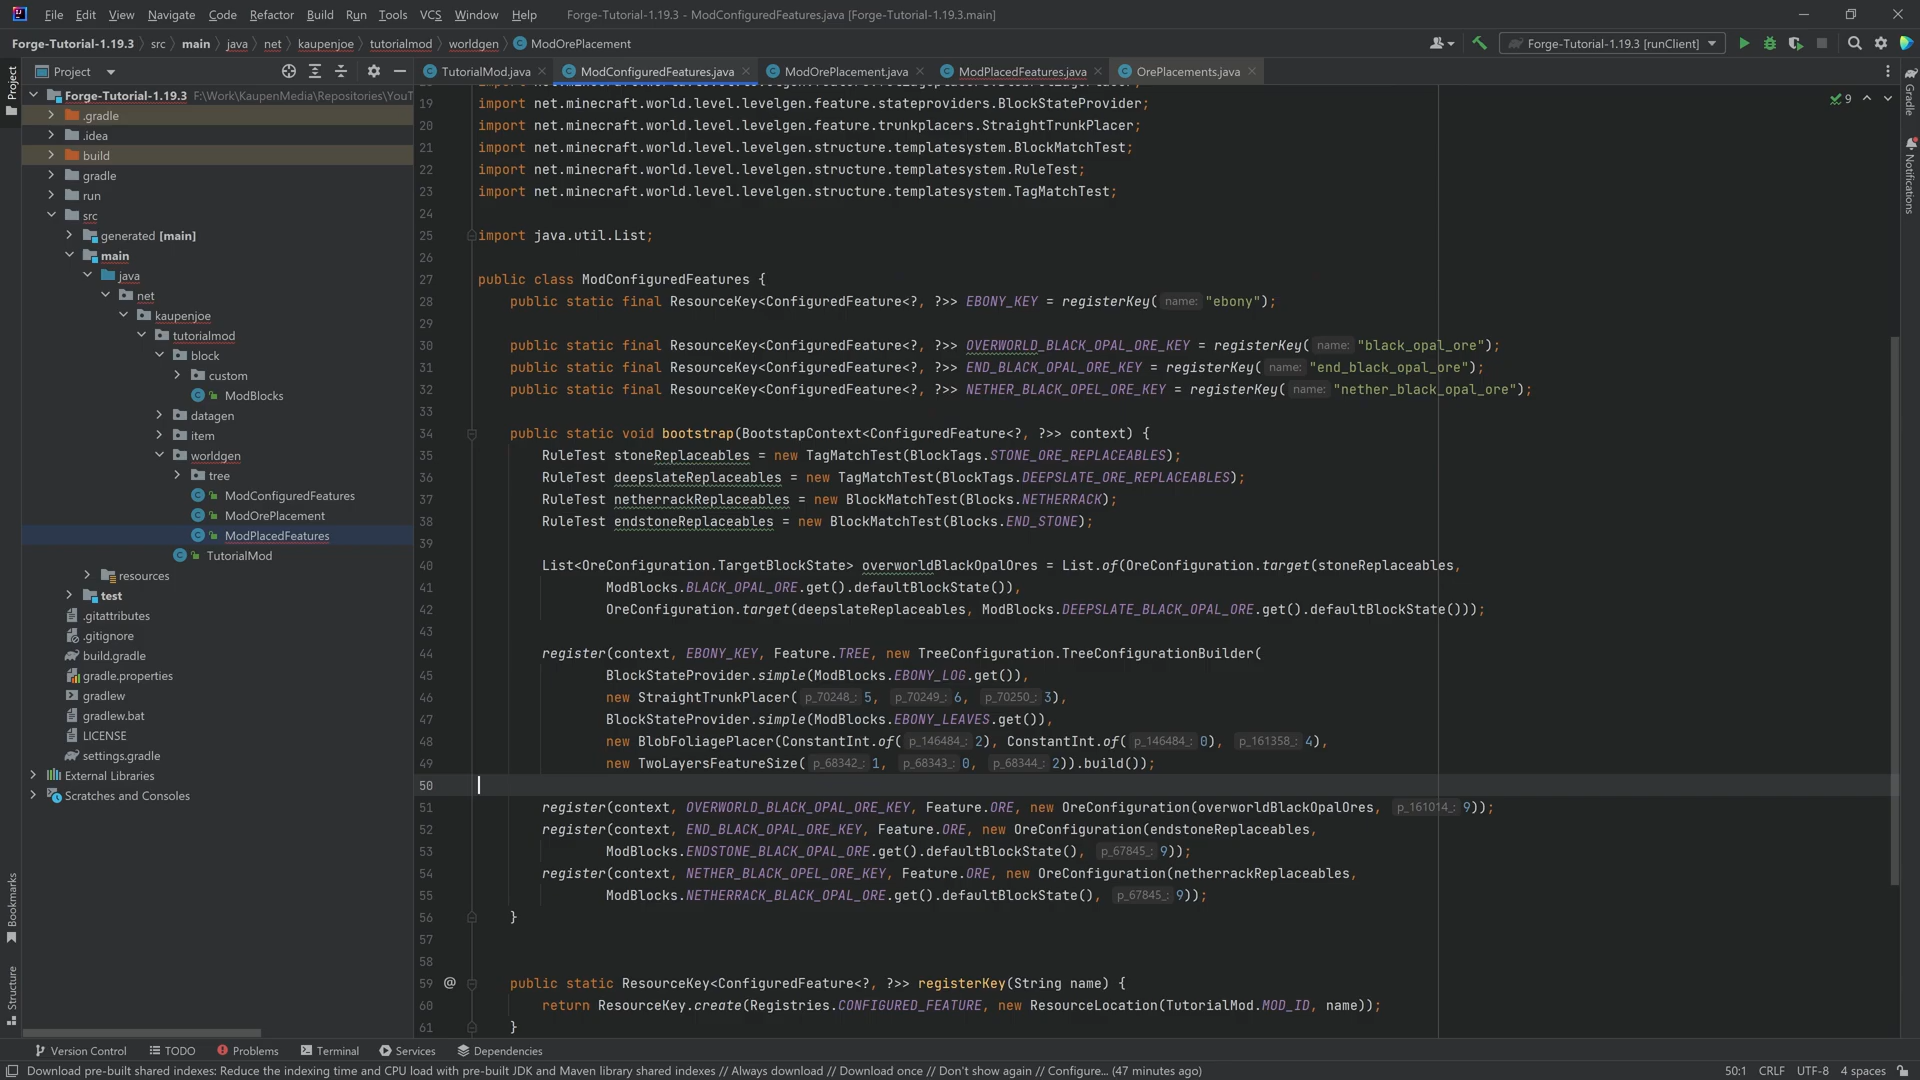 File Edit View Navigate Code Refactor Build Run Tools VCS Window Help Forge-Tutorial-1.19.3 - ModConfiguredFeatures.java [Forge-Tutorial-1.19.3.main]
Forge-Tutorial-1.19.3 src main java net kaupenjoe tutorialmod worldgen ModOrePlacement
Forge-Tutorial-1.19.3 [runClient]
Project
TutorialMod.java ModConfiguredFeatures.java ModOrePlacement.java ModPlacedFeatures.java OrePlacements.java
Project
Forge-Tutorial-1.19.3 F:\Work\KaupenMedia\Repositories\YouT
.gradle
.idea
build
gradle
run
src
generated [main]
main
java
net
kaupenjoe
tutorialmod
block
custom
ModBlocks
datagen
item
worldgen
tree
ModConfiguredFeatures
ModOrePlacement
ModPlacedFeatures
TutorialMod
resources
test
.gitattributes
.gitignore
build.gradle
gradle.properties
gradlew
gradlew.bat
LICENSE
settings.gradle
External Libraries
Scratches and Consoles
Bookmarks
Structure
9
19 import net.minecraft.world.level.levelgen.feature.stateproviders.BlockStateProvider;
20 import net.minecraft.world.level.levelgen.feature.trunkplacers.StraightTrunkPlacer;
21 import net.minecraft.world.level.levelgen.structure.templatesystem.BlockMatchTest;
22 import net.minecraft.world.level.levelgen.structure.templatesystem.RuleTest;
23 import net.minecraft.world.level.levelgen.structure.templatesystem.TagMatchTest;
24
25 import java.util.List;
26
27 public class ModConfiguredFeatures {
28 public static final ResourceKey<ConfiguredFeature<?, ?>> EBONY_KEY = registerKey( name: "ebony");
29
30 public static final ResourceKey<ConfiguredFeature<?, ?>> OVERWORLD_BLACK_OPAL_ORE_KEY = registerKey( name: "black_opal_ore");
31 public static final ResourceKey<ConfiguredFeature<?, ?>> END_BLACK_OPAL_ORE_KEY = registerKey( name: "end_black_opal_ore");
32 public static final ResourceKey<ConfiguredFeature<?, ?>> NETHER_BLACK_OPEL_ORE_KEY = registerKey( name: "nether_black_opal_ore");
33
34 public static void bootstrap(BootstapContext<ConfiguredFeature<?, ?>> context) {
35 RuleTest stoneReplaceables = new TagMatchTest(BlockTags.STONE_ORE_REPLACEABLES);
36 RuleTest deepslateReplaceables = new TagMatchTest(BlockTags.DEEPSLATE_ORE_REPLACEABLES);
37 RuleTest netherrackReplaceables = new BlockMatchTest(Blocks.NETHERRACK);
38 RuleTest endstoneReplaceables = new BlockMatchTest(Blocks.END_STONE);
39
40 List<OreConfiguration.TargetBlockState> overworldBlackOpalOres = List.of(OreConfiguration.target(stoneReplaceables,
41 ModBlocks.BLACK_OPAL_ORE.get().defaultBlockState()),
42 OreConfiguration.target(deepslateReplaceables, ModBlocks.DEEPSLATE_BLACK_OPAL_ORE.get().defaultBlockState()));
43
44 register(context, EBONY_KEY, Feature.TREE, new TreeConfiguration.TreeConfigurationBuilder(
45 BlockStateProvider.simple(ModBlocks.EBONY_LOG.get()),
46 new StraightTrunkPlacer( p_70248_: 5, p_70249_: 6, p_70250_: 3),
47 BlockStateProvider.simple(ModBlocks.EBONY_LEAVES.get()),
48 new BlobFoliagePlacer(ConstantInt.of( p_146484_: 2), ConstantInt.of( p_146484_: 0), p_161358_: 4),
49 new TwoLayersFeatureSize( p_68342_: 1, p_68343_: 0, p_68344_: 2)).build());
50
51 register(context, OVERWORLD_BLACK_OPAL_ORE_KEY, Feature.ORE, new OreConfiguration(overworldBlackOpalOres, p_161014_: 9));
52 register(context, END_BLACK_OPAL_ORE_KEY, Feature.ORE, new OreConfiguration(endstoneReplaceables,
53 ModBlocks.ENDSTONE_BLACK_OPAL_ORE.get().defaultBlockState(), p_67845_: 9));
54 register(context, NETHER_BLACK_OPEL_ORE_KEY, Feature.ORE, new OreConfiguration(netherrackReplaceables,
55 ModBlocks.NETHERRACK_BLACK_OPAL_ORE.get().defaultBlockState(), p_67845_: 9));
56 }
57
58
59 @ public static ResourceKey<ConfiguredFeature<?, ?>> registerKey(String name) {
60 return ResourceKey.create(Registries.CONFIGURED_FEATURE, new ResourceLocation(TutorialMod.MOD_ID, name));
61 }
Gradle
Notifications
Version Control TODO Problems Terminal Services Dependencies
Download pre-built shared indexes: Reduce the indexing time and CPU load with pre-built JDK and Maven library shared indexes // Always download // Download once // Don't show again // Configure... (47 minutes ago) 50:1 CRLF UTF-8 4 spaces